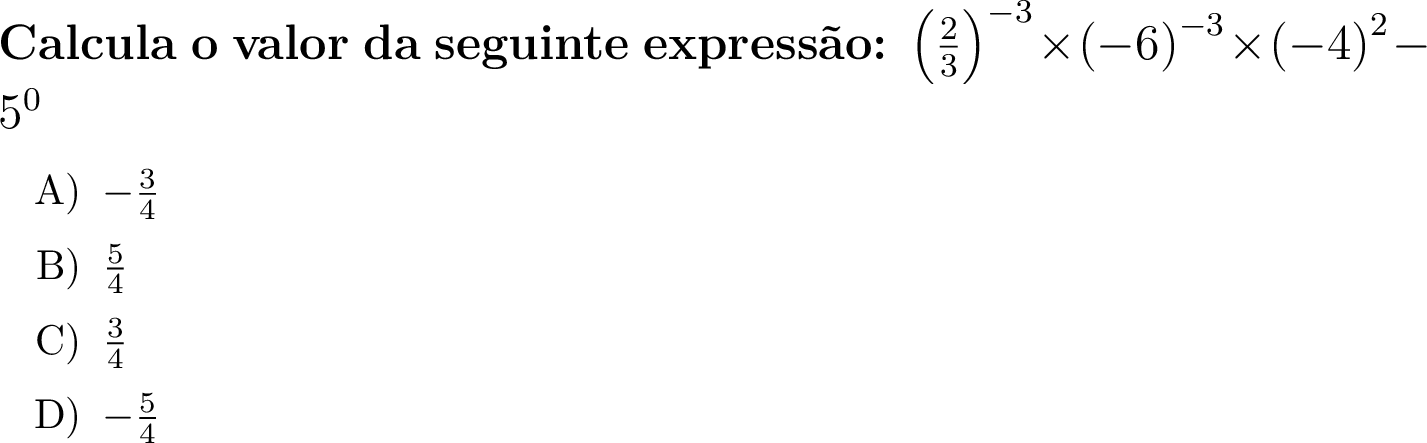 Calcula o valor da seguinte expressão: $\left(\frac{2}{3}\right)^{-3} \times (-6)^{-3} \times (-4)^{2} -$
$5^{0}$
A) $-\frac{3}{4}$
B) $\frac{5}{4}$
C) $\frac{3}{4}$
D) $-\frac{5}{4}$